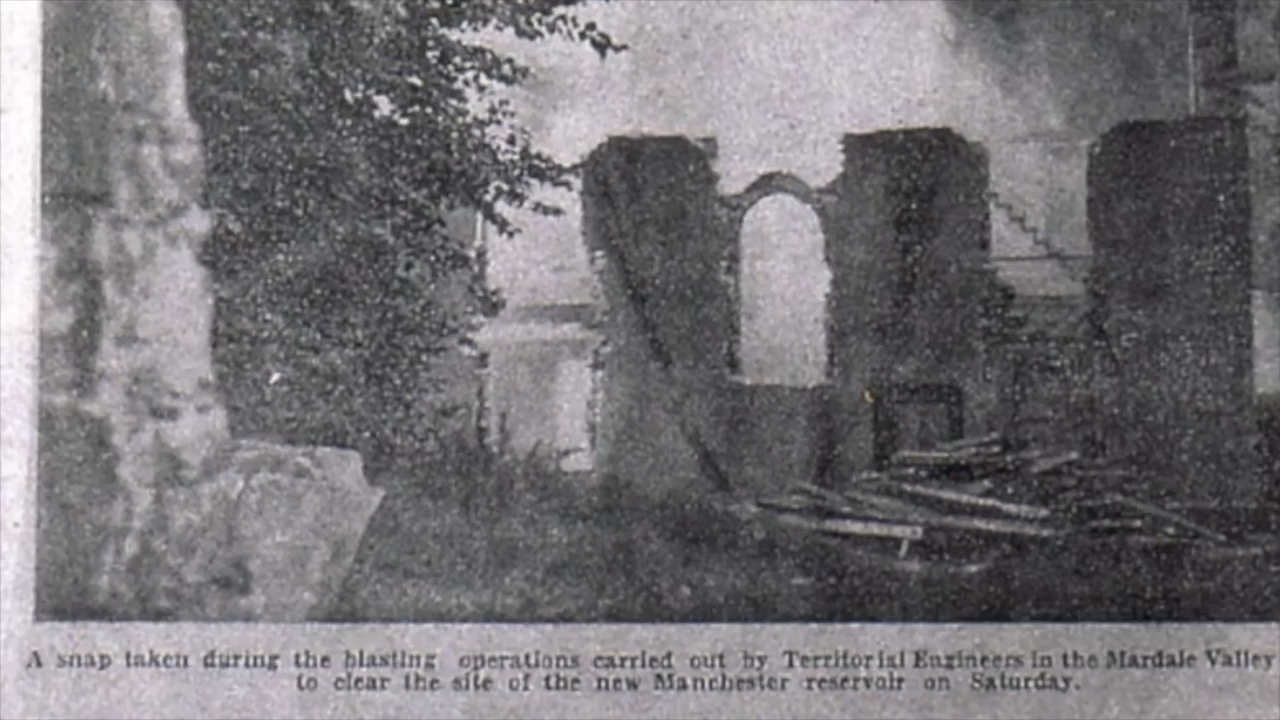 A snap taken during the blasting operations carried out by Territorial Engineers in the Mardale Valley
to clear the site of the new Manchester reservoir on Saturday.